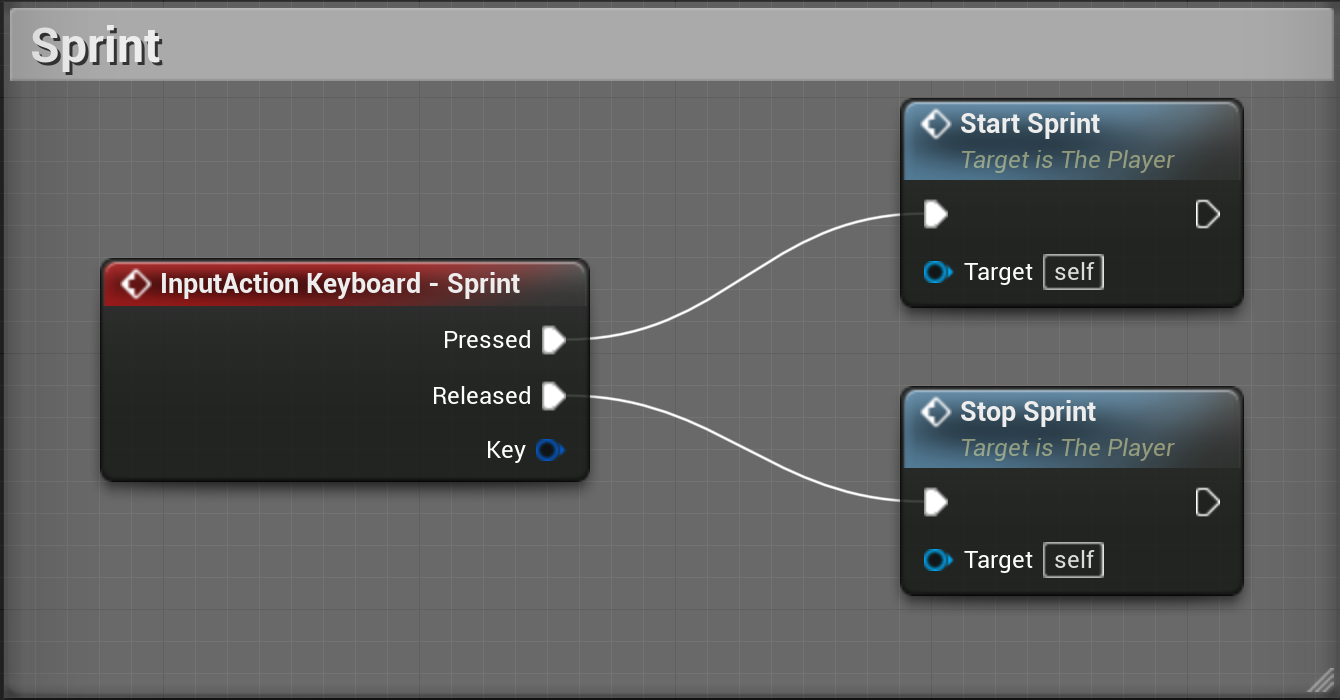 Sprint
InputAction Keyboard - Sprint
Pressed
Released
Key
Start Sprint
Target is The Player
Target self
Stop Sprint
Target is The Player
Target self